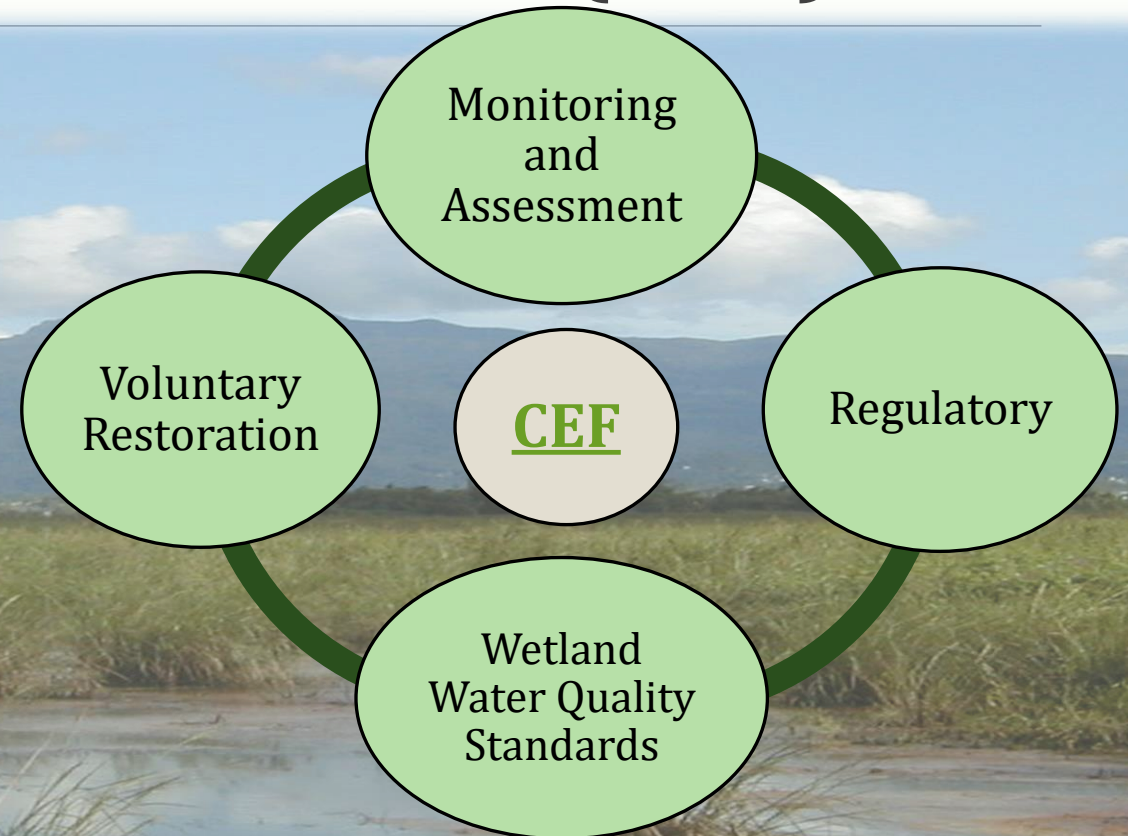 Monitoring
and
Assessment
Voluntary
Restoration
CEF
Regulatory
Wetland
Water Quality
Standards